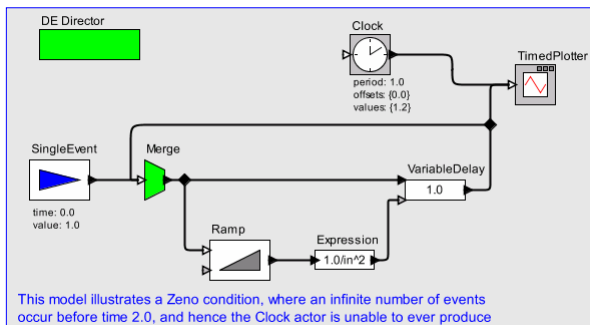 DE Director
Clock
TimedPlotter
period: 1.0
offsets: {0.0}
values: {1.2}
SingleEvent
Merge
VariableDelay
1.0
time: 0.0
value: 1.0
Ramp
Expression
1.0/in^2
This model illustrates a Zeno condition, where an infinite number of events
occur before time 2.0, and hence the Clock actor is unable to ever produce